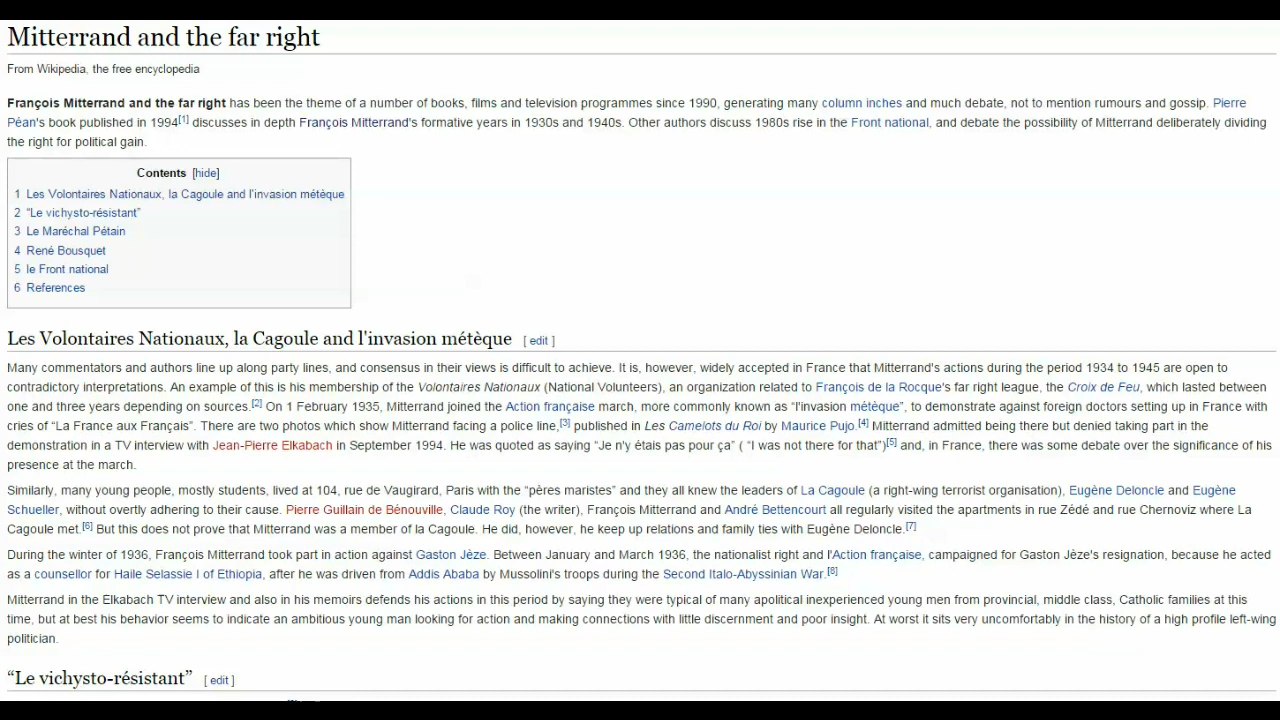 Mitterrand and the far right
From Wikipedia, the free encyclopedia
François Mitterrand and the far right has been the theme of a number of books, films and television programmes since 1990, generating many column inches and much debate, not to mention rumours and gossip. Pierre
Péan's book published in 1994[1] discusses in depth François Mitterrand's formative years in 1930s and 1940s. Other authors discuss 1980s rise in the Front national, and debate the possibility of Mitterrand deliberately dividing
the right for political gain.
Contents [hide]
1 Les Volontaires Nationaux, la Cagoule and l'invasion métèque
2 “Le vichysto-résistant”
3 Le Maréchal Pétain
4 René Bousquet
5 le Front national
6 References
Les Volontaires Nationaux, la Cagoule and l'invasion métèque [ edit ]
Many commentators and authors line up along party lines, and consensus in their views is difficult to achieve. It is, however, widely accepted in France that Mitterrand's actions during the period 1934 to 1945 are open to
contradictory interpretations. An example of this is his membership of the Volontaires Nationaux (National Volunteers), an organization related to François de la Rocque's far right league, the Croix de Feu, which lasted between
one and three years depending on sources.[2] On 1 February 1935, Mitterrand joined the Action française march, more commonly known as “l'invasion métèque”, to demonstrate against foreign doctors setting up in France with
cries of “La France aux Français”. There are two photos which show Mitterrand facing a police line,[3] published in Les Camelots du Roi by Maurice Pujo.[4] Mitterrand admitted being there but denied taking part in the
demonstration in a TV interview with Jean-Pierre Elkabach in September 1994. He was quoted as saying “Je n'y étais pas pour ça” ( “I was not there for that”)[5] and, in France, there was some debate over the significance of his
presence at the march.
Similarly, many young people, mostly students, lived at 104, rue de Vaugirard, Paris with the “pères maristes” and they all knew the leaders of La Cagoule (a right-wing terrorist organisation), Eugène Deloncle and Eugène
Schueller, without overtly adhering to their cause. Pierre Guillain de Bénouville, Claude Roy (the writer), François Mitterrand and André Bettencourt all regularly visited the apartments in rue Zédé and rue Chernoviz where La
Cagoule met.[6] But this does not prove that Mitterrand was a member of la Cagoule. He did, however, he keep up relations and family ties with Eugène Deloncle.[7]
During the winter of 1936, François Mitterrand took part in action against Gaston Jèze. Between January and March 1936, the nationalist right and l'Action française, campaigned for Gaston Jèze's resignation, because he acted
as a counsellor for Haile Selassie I of Ethiopia, after he was driven from Addis Ababa by Mussolini's troops during the Second Italo-Abyssinian War.[8]
Mitterrand in the Elkabach TV interview and also in his memoirs defends his actions in this period by saying they were typical of many apolitical inexperienced young men from provincial, middle class, Catholic families at this
time, but at best his behavior seems to indicate an ambitious young man looking for action and making connections with little discernment and poor insight. At worst it sits very uncomfortably in the history of a high profile left-wing
politician.
“Le vichysto-résistant” [ edit ]